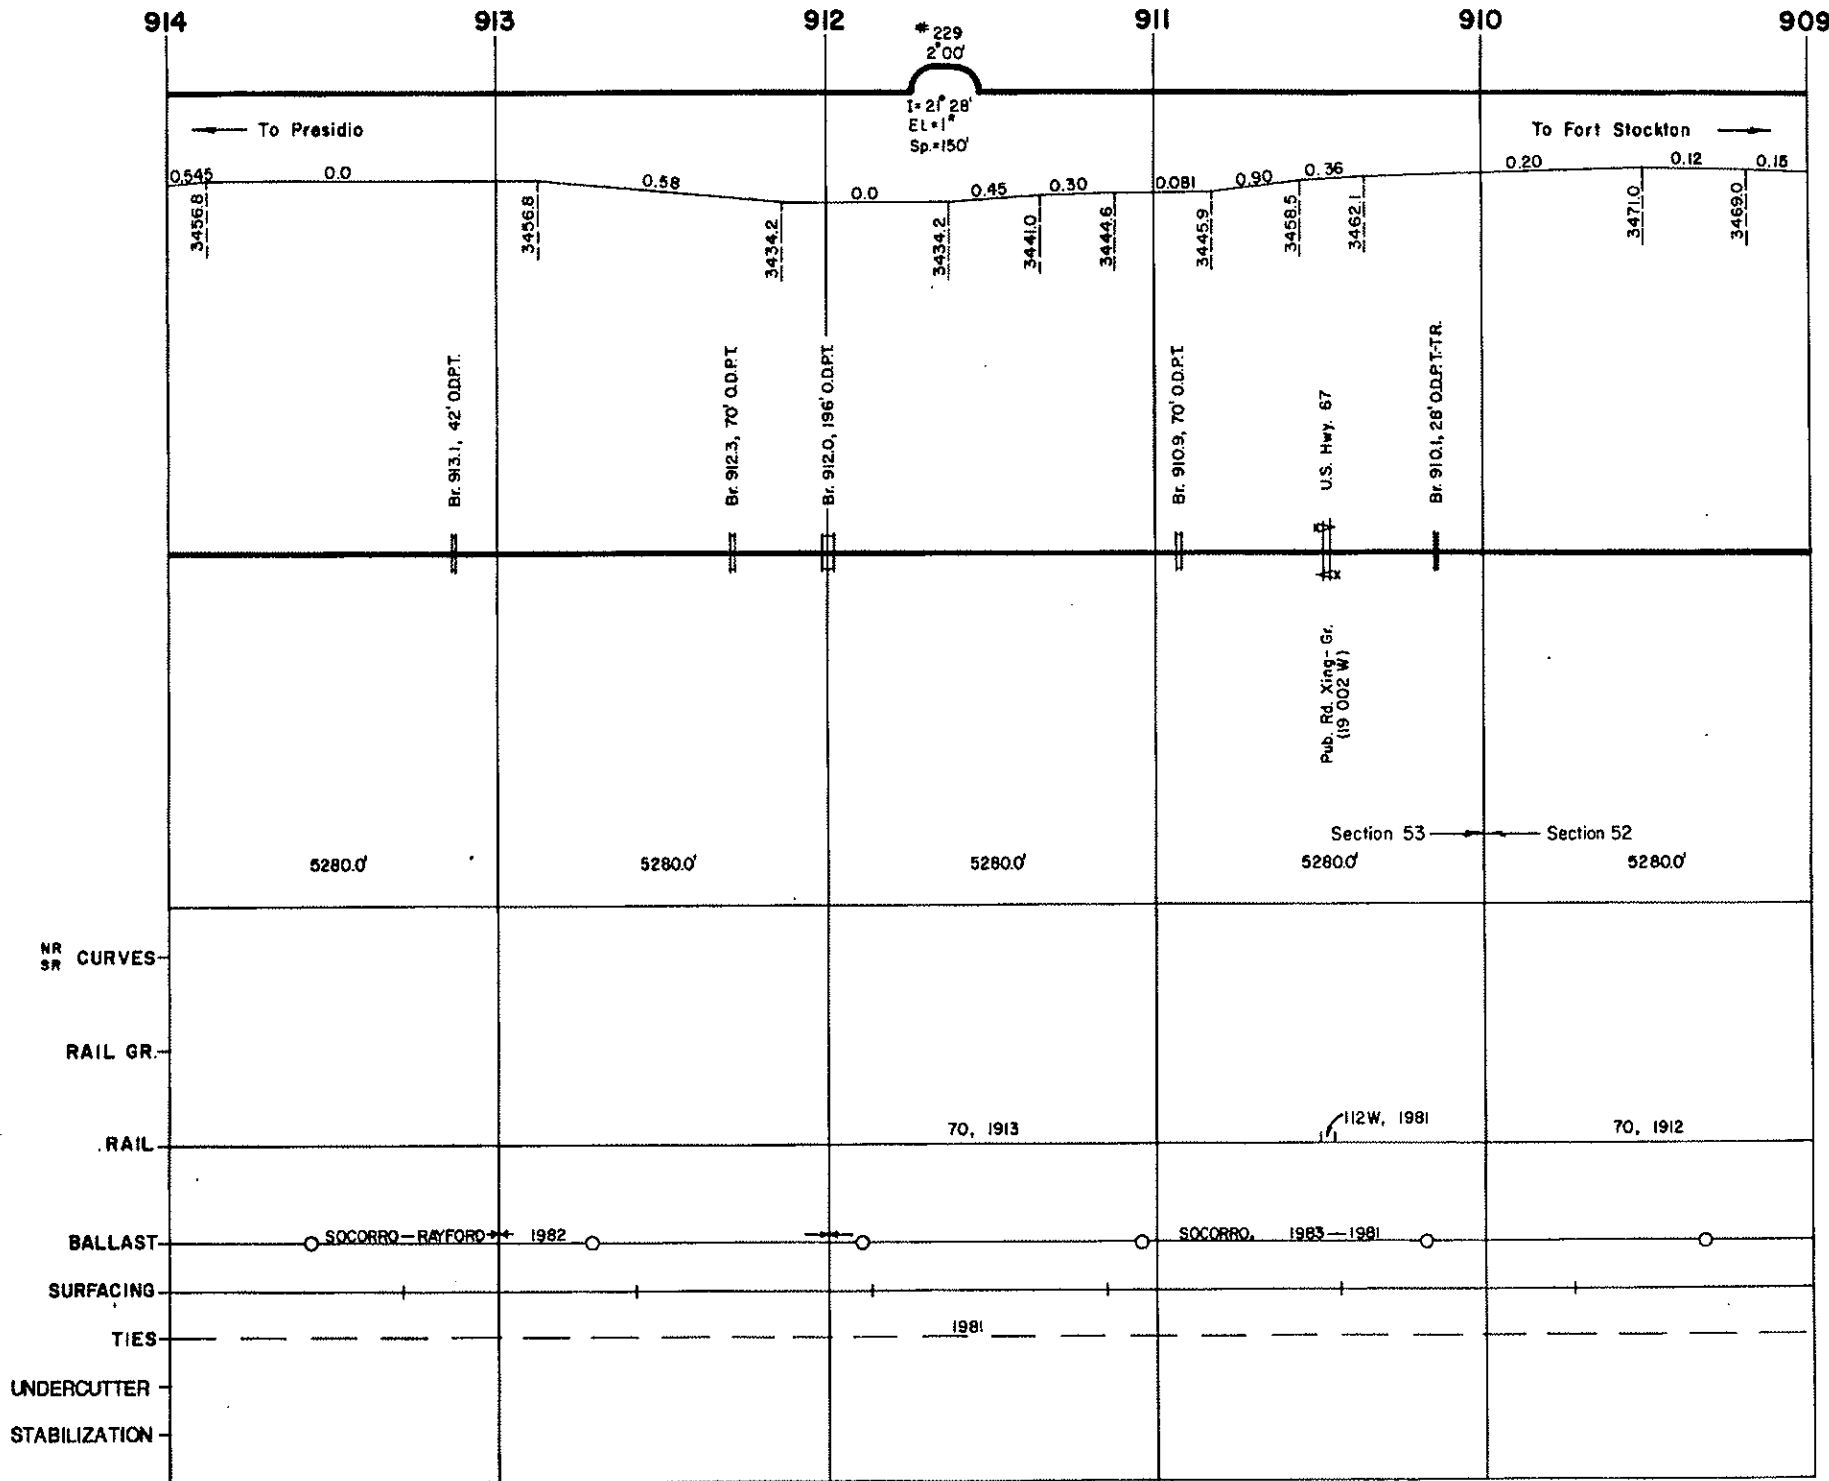 914 913 912 911 910 909
# 229
2°00'
I= 21° 28'
EL=1"
Sp.=150'
To Presidio
To Fort Stockton
0.545 0.0 0.58 0.0 0.45 0.30 0.081 0.90 0.36 0.20 0.12 0.15
3456.8 3456.8 3434.2 3434.2 3441.0 3444.6 3445.9 3458.5 3462.1 3471.0 3469.0
Br. 913.1, 42' O.D.P.T.
Br. 912.3, 70' O.D.P.T.
Br. 912.0, 196' O.D.P.T.
Br. 910.9, 70' O.D.P.T.
U.S. Hwy. 67
Br. 910.1, 28' O.D.P.T.-T.R.
Pub. Rd. Xing- Gr.
(19 002 W)
Section 53 Section 52
5280.0' 5280.0' 5280.0' 5280.0' 5280.0'
NR
SR CURVES
RAIL GR.
RAIL 70, 1913 112W, 1981 70, 1912
BALLAST SOCORRO-RAYFORD 1982 SOCORRO, 1983-1981
SURFACING
TIES 1981
UNDERCUTTER
STABILIZATION